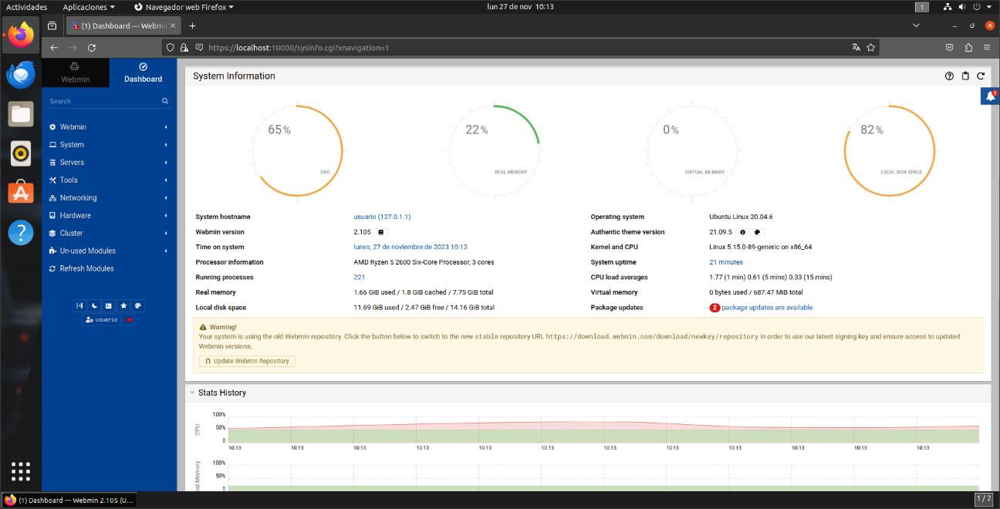 Actividades Aplicaciones Navegador web Firefox lun 27 de nov 10:13 1
(1) Dashboard — Webmi
https://localhost:10000/sysinfo.cgi?xnavigation=1
Webmin Dashboard
Search
Webmin
System
Servers
Tools
Networking
Hardware
Cluster
Un-used Modules
Refresh Modules
usuario
System Information
1
65% 22% 0% 82%
CPU REAL MEMORY VIRTUAL MEMORY LOCAL DISK SPACE
System hostname usuario (127.0.1.1) Operating system Ubuntu Linux 20.04.6
Webmin version 2.105 Authentic theme version 21.09.5
Time on system lunes, 27 de noviembre de 2023 10:13 Kernel and CPU Linux 5.15.0-89-generic on x86_64
Processor information AMD Ryzen 5 2600 Six-Core Processor, 3 cores System uptime 21 minutes
Running processes 221 CPU load averages 1.77 (1 min) 0.61 (5 mins) 0.33 (15 mins)
Real memory 1.66 GiB used / 1.8 GiB cached / 7.75 GiB total Virtual memory 0 bytes used / 687.47 MiB total
Local disk space 11.69 GiB used / 2.47 GiB free / 14.16 GiB total Package updates 2 package updates are available
Warning!
Your system is using the old Webmin repository. Click the button below to switch to the new stable repository URL https://download.webmin.com/download/newkey/repository in order to use our latest signing key and ensure access to updated
Webmin versions.
Update Webmin Repository
Stats History
CPU
100%
50%
0
10:13 10:13 10:13 10:13 10:13 10:13 10:13 10:13 10:13 10:13 10:13 10:13
eal Memory
100%
50%
0
(1) Dashboard — Webmin 2.105 (U... 1 / 2